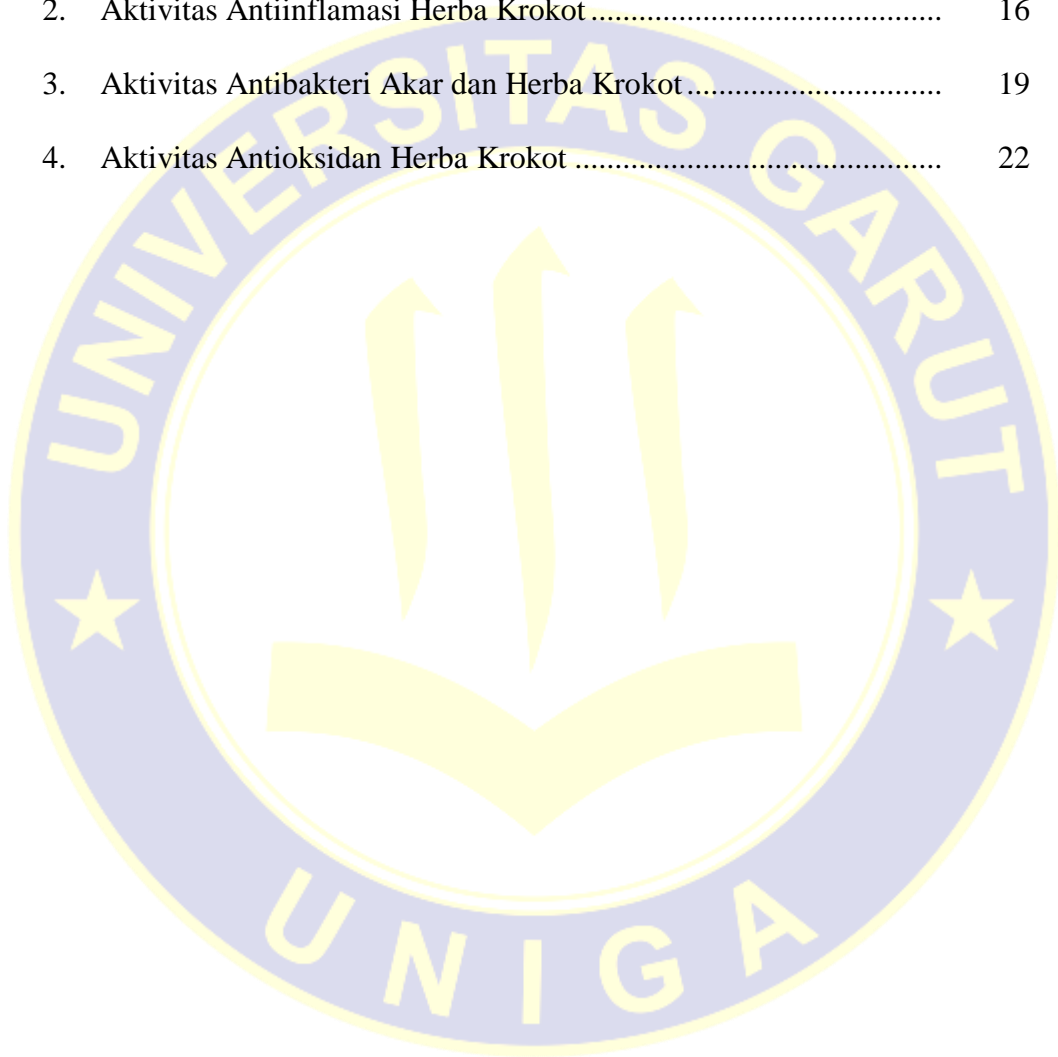 2. Aktivitas Antiinflamasi Herba Krokot ....................................... 16
3. Aktivitas Antibakteri Akar dan Herba Krokot ............................ 19
4. Aktivitas Antioksidan Herba Krokot ......................................... 22
UNIVERSITAS GARUT
UNIGA